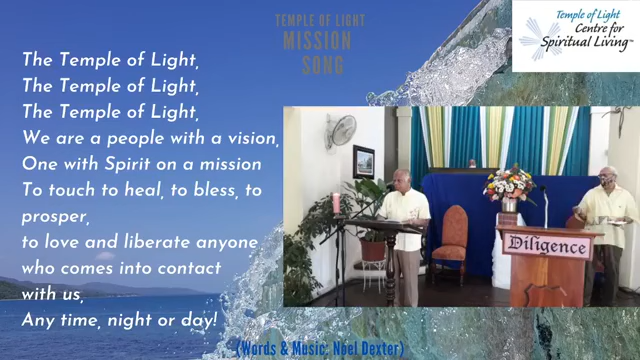 TEMPLE OF LIGHT
MISSION
SONG
Temple of Light
Centre for
Spiritual Living™
The Temple of Light,
The Temple of Light,
The Temple of Light,
We are a people with a vision,
One with Spirit on a mission
To touch to heal, to bless, to
prosper,
to love and liberate anyone
who comes into contact
with us,
Any time, night or day!
Diligence
(Words & Music: Noel Dexter)